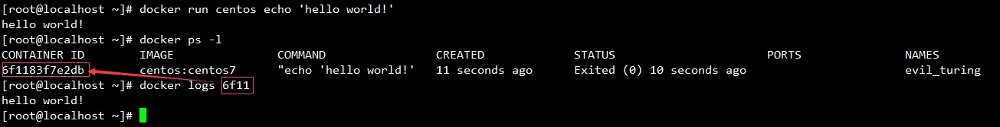 [root@localhost ~]# docker run centos echo 'hello world!'
hello world!
[root@localhost ~]# docker ps -l
CONTAINER ID        IMAGE               COMMAND                CREATED             STATUS                      PORTS               NAMES
6f1183f7e2db        centos:centos7      "echo 'hello world!'   11 seconds ago      Exited (0) 10 seconds ago                       evil_turing
[root@localhost ~]# docker logs 6f11
hello world!
[root@localhost ~]#